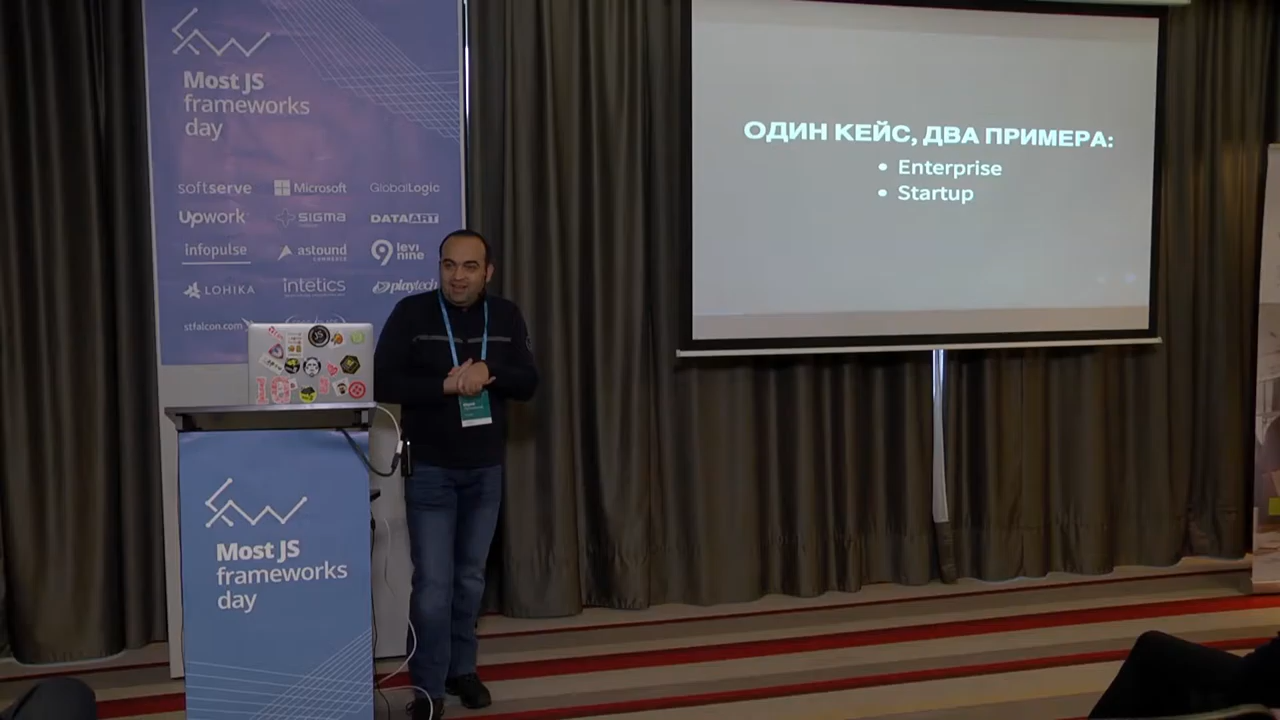 Most JS
frameworks
day
softserve Microsoft GlobalLogic
Upwork SIGMA DATAART
infopulse astound COMMERCE levi nine
LOHIKA intetics playtech
stfalcon.com
ОДИН КЕЙС, ДВА ПРИМЕРА:
• Enterprise
• Startup
Most JS
frameworks
day